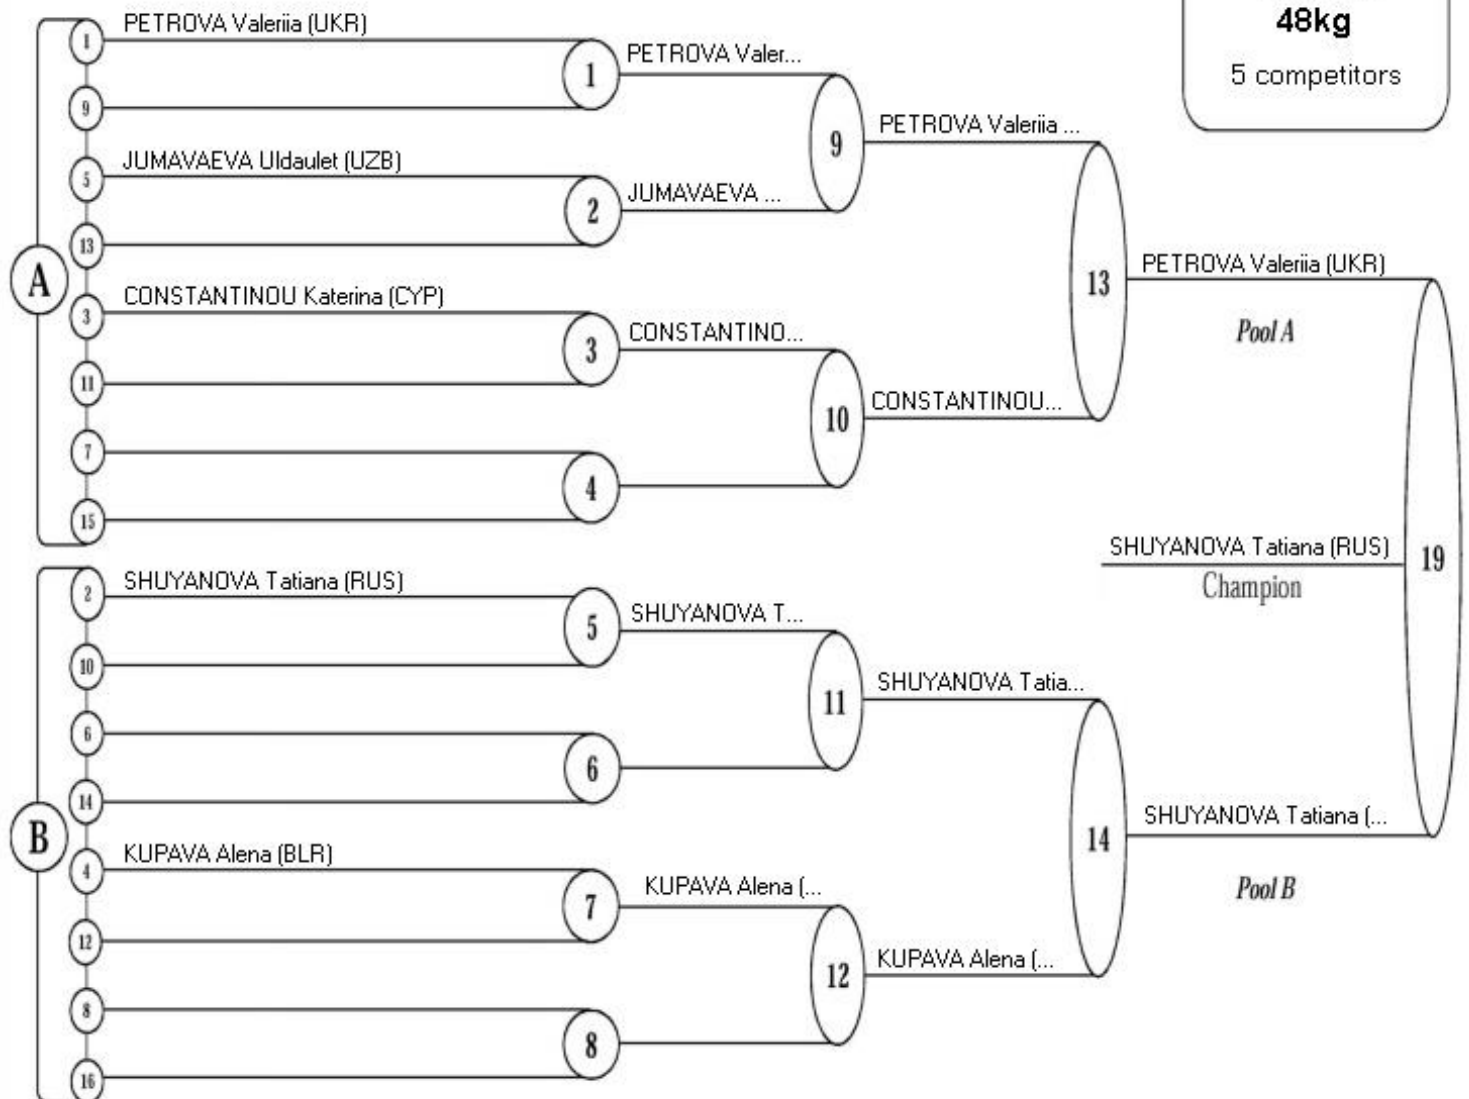 48kg
5 competitors
PETROVA Valeriia (UKR)
1
9
1
PETROVA Valer...
9
PETROVA Valeriia ...
JUMAVAEVA Uldaulet (UZB)
5
13
2
JUMAVAEVA ...
A
CONSTANTINOU Katerina (CYP)
3
11
3
CONSTANTINO...
10
CONSTANTINOU...
7
15
4
13
PETROVA Valeriia (UKR)
Pool A
SHUYANOVA Tatiana (RUS)
Champion
19
SHUYANOVA Tatiana (RUS)
2
10
5
SHUYANOVA T...
11
SHUYANOVA Tatia...
6
14
6
B
KUPAVA Alena (BLR)
4
12
7
KUPAVA Alena (...
12
KUPAVA Alena (...
8
16
8
14
SHUYANOVA Tatiana (...
Pool B